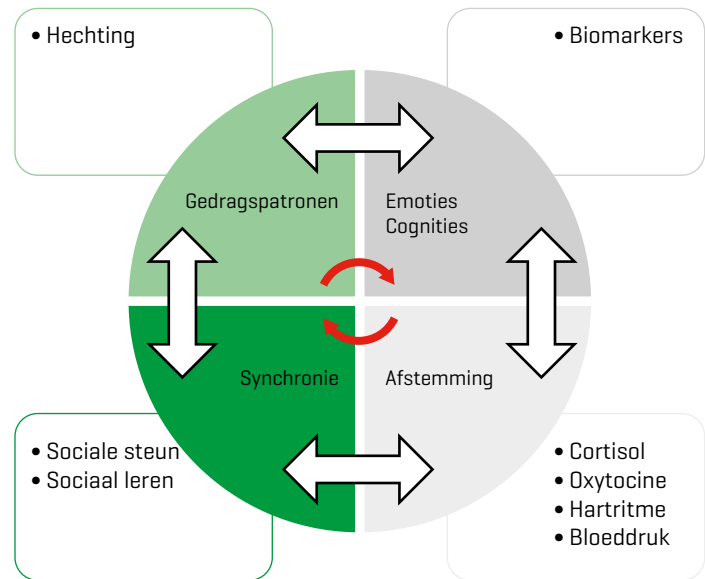 • Hechting
• Biomarkers
Gedragspatronen
Emoties
Cognities
Synchronie
Afstemming
• Sociale steun
• Sociaal leren
• Cortisol
• Oxytocine
• Hartritme
• Bloeddruk